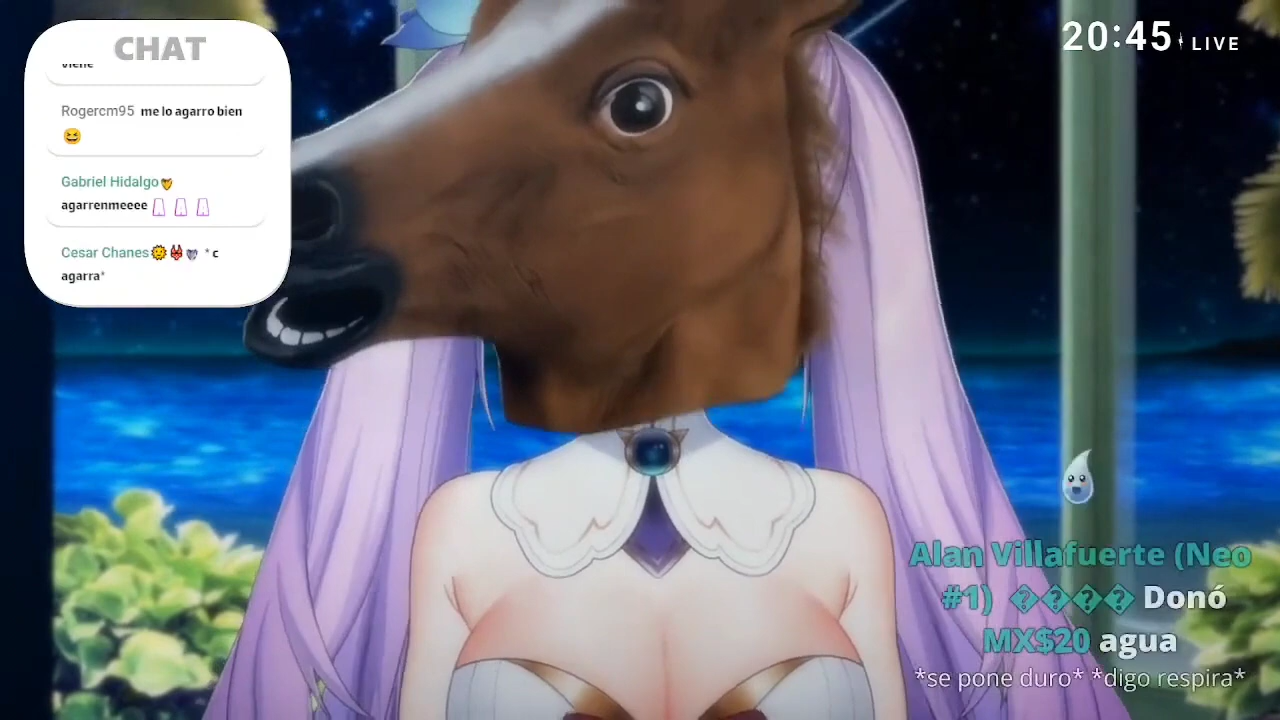 CHAT
viene
Rogercm95 me lo agarro bien
😆
Gabriel Hidalgo
agarrenmeeee
Cesar Chanes *c
agarra*
20:45 LIVE
Alan Villafuerte (Neo
#1) ���� Donó
MX$20 agua
*se pone duro* *digo respira*